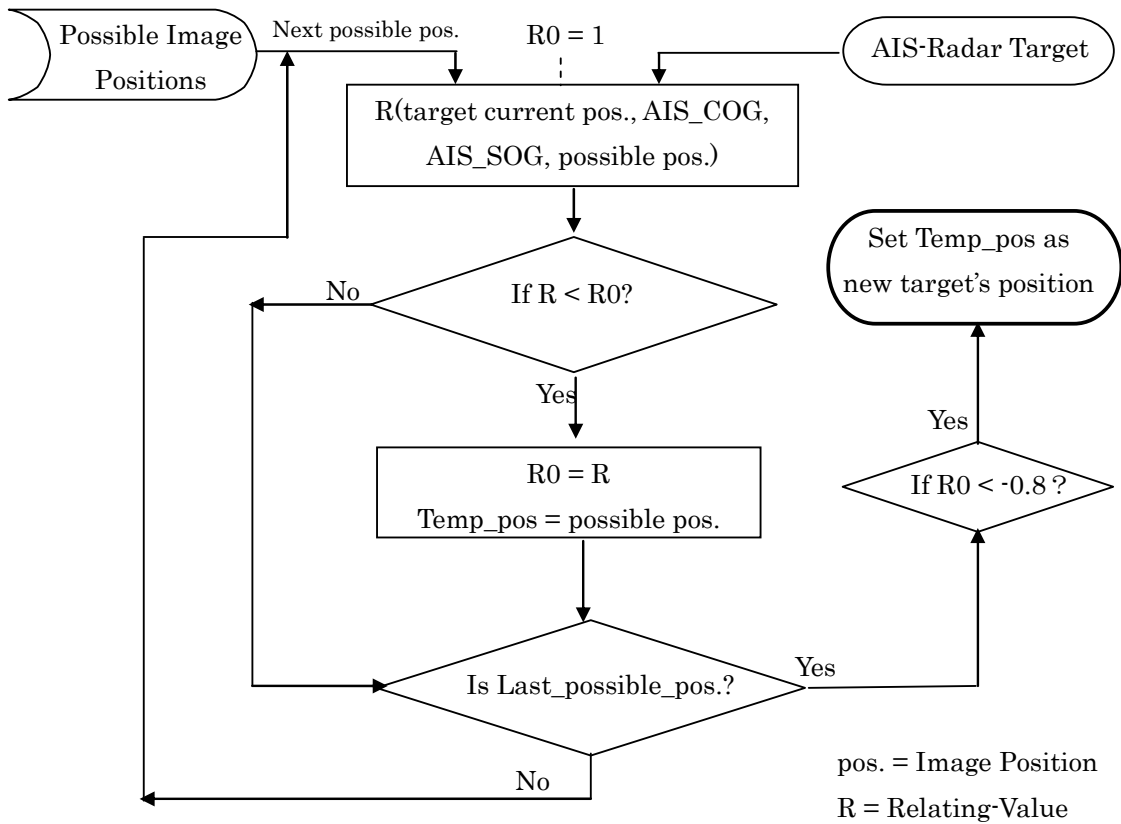 Possible Image
Positions
Next possible pos.
R0 = 1
AIS-Radar Target
R(target current pos., AIS_COG,
AIS_SOG, possible pos.)
Set Temp_pos as
new target's position
No
If R < R0?
Yes
Yes
R0 = R
Temp_pos = possible pos.
If R0 < -0.8 ?
Is Last_possible_pos.?
Yes
No
pos. = Image Position
R = Relating-Value